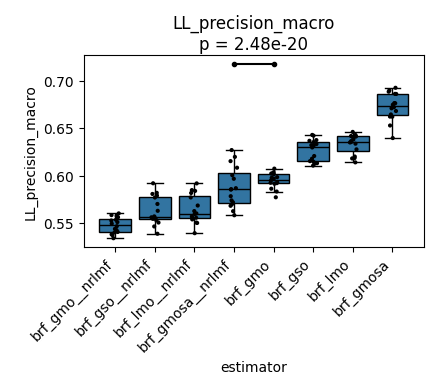 LL_precision_macro
p = 2.48e-20
LL_precision_macro
0.70
0.65
0.60
0.55
brf_gmo__nrlmf
brf_gso__nrlmf
brf_lmo__nrlmf
brf_gmosa__nrlmf
brf_gmo
brf_gso
brf_lmo
brf_gmosa
estimator